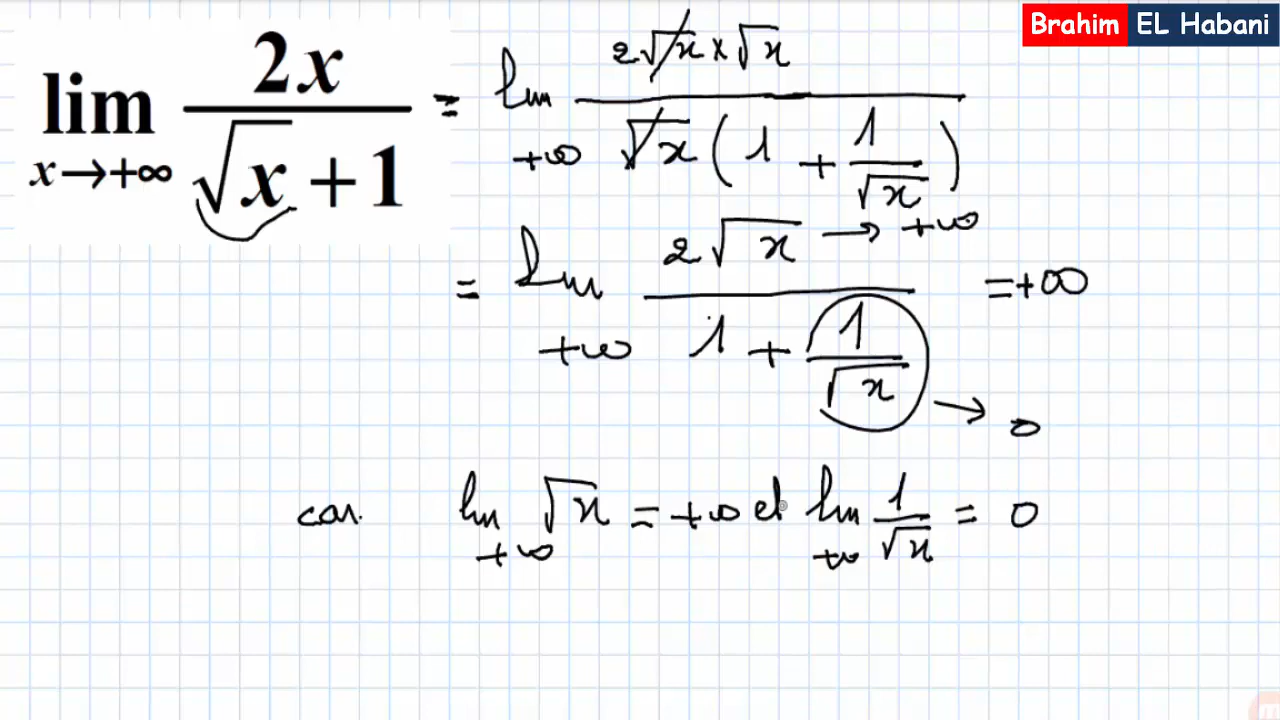 Brahim EL Habani
lim x→+∞ 2x / (√x + 1) = lim +∞ 2√x × √x / (√x (1 + 1/√x))
= lim +∞ 2√x → +∞ / (1 + 1/√x) → 0 = +∞
car lim +∞ √x = +∞ et lim +∞ 1/√x = 0